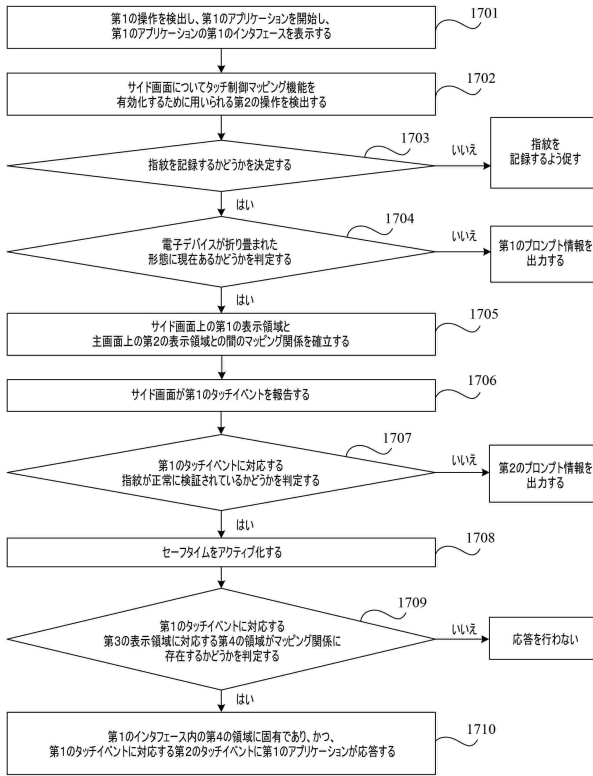 第1の操作を検出し、第1のアプリケーションを開始し、
第1のアプリケーションの第1のインタフェースを表示する
1701
サイド画面についてタッチ制御マッピング機能を
有効化するために用いられる第2の操作を検出する
1702
指紋を記録するかどうかを決定する
1703
いいえ
指紋を
記録するよう促す
はい
電子デバイスが折り畳まれた
形態に現在あるかどうかを判定する
1704
いいえ
第1のプロンプト情報を
出力する
はい
サイド画面上の第1の表示領域と
主画面上の第2の表示領域との間のマッピング関係を確立する
1705
サイド画面が第1のタッチイベントを報告する
1706
第1のタッチイベントに対応する
指紋が正常に検証されているかどうかを判定する
1707
いいえ
第2のプロンプト情報を
出力する
はい
セーフタイムをアクティブ化する
1708
第1のタッチイベントに対応する
第3の表示領域に対応する第4の領域がマッピング関係に
存在するかどうかを判定する
1709
いいえ
応答を行わない
はい
第1のインタフェース内の第4の領域に固有であり、かつ、
第1のタッチイベントに対応する第2のタッチイベントに第1のアプリケーションが応答する
1710